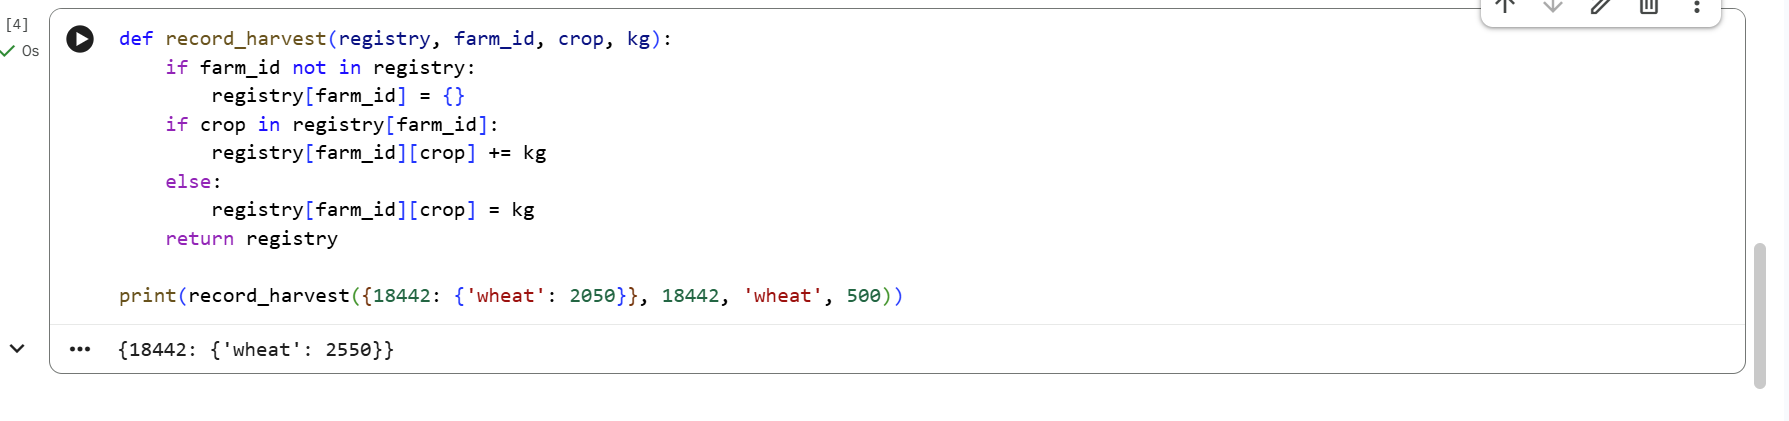 [4]
0s
def record_harvest(registry, farm_id, crop, kg):
    if farm_id not in registry:
        registry[farm_id] = {}
    if crop in registry[farm_id]:
        registry[farm_id][crop] += kg
    else:
        registry[farm_id][crop] = kg
    return registry

print(record_harvest({18442: {'wheat': 2050}}, 18442, 'wheat', 500))
{18442: {'wheat': 2550}}